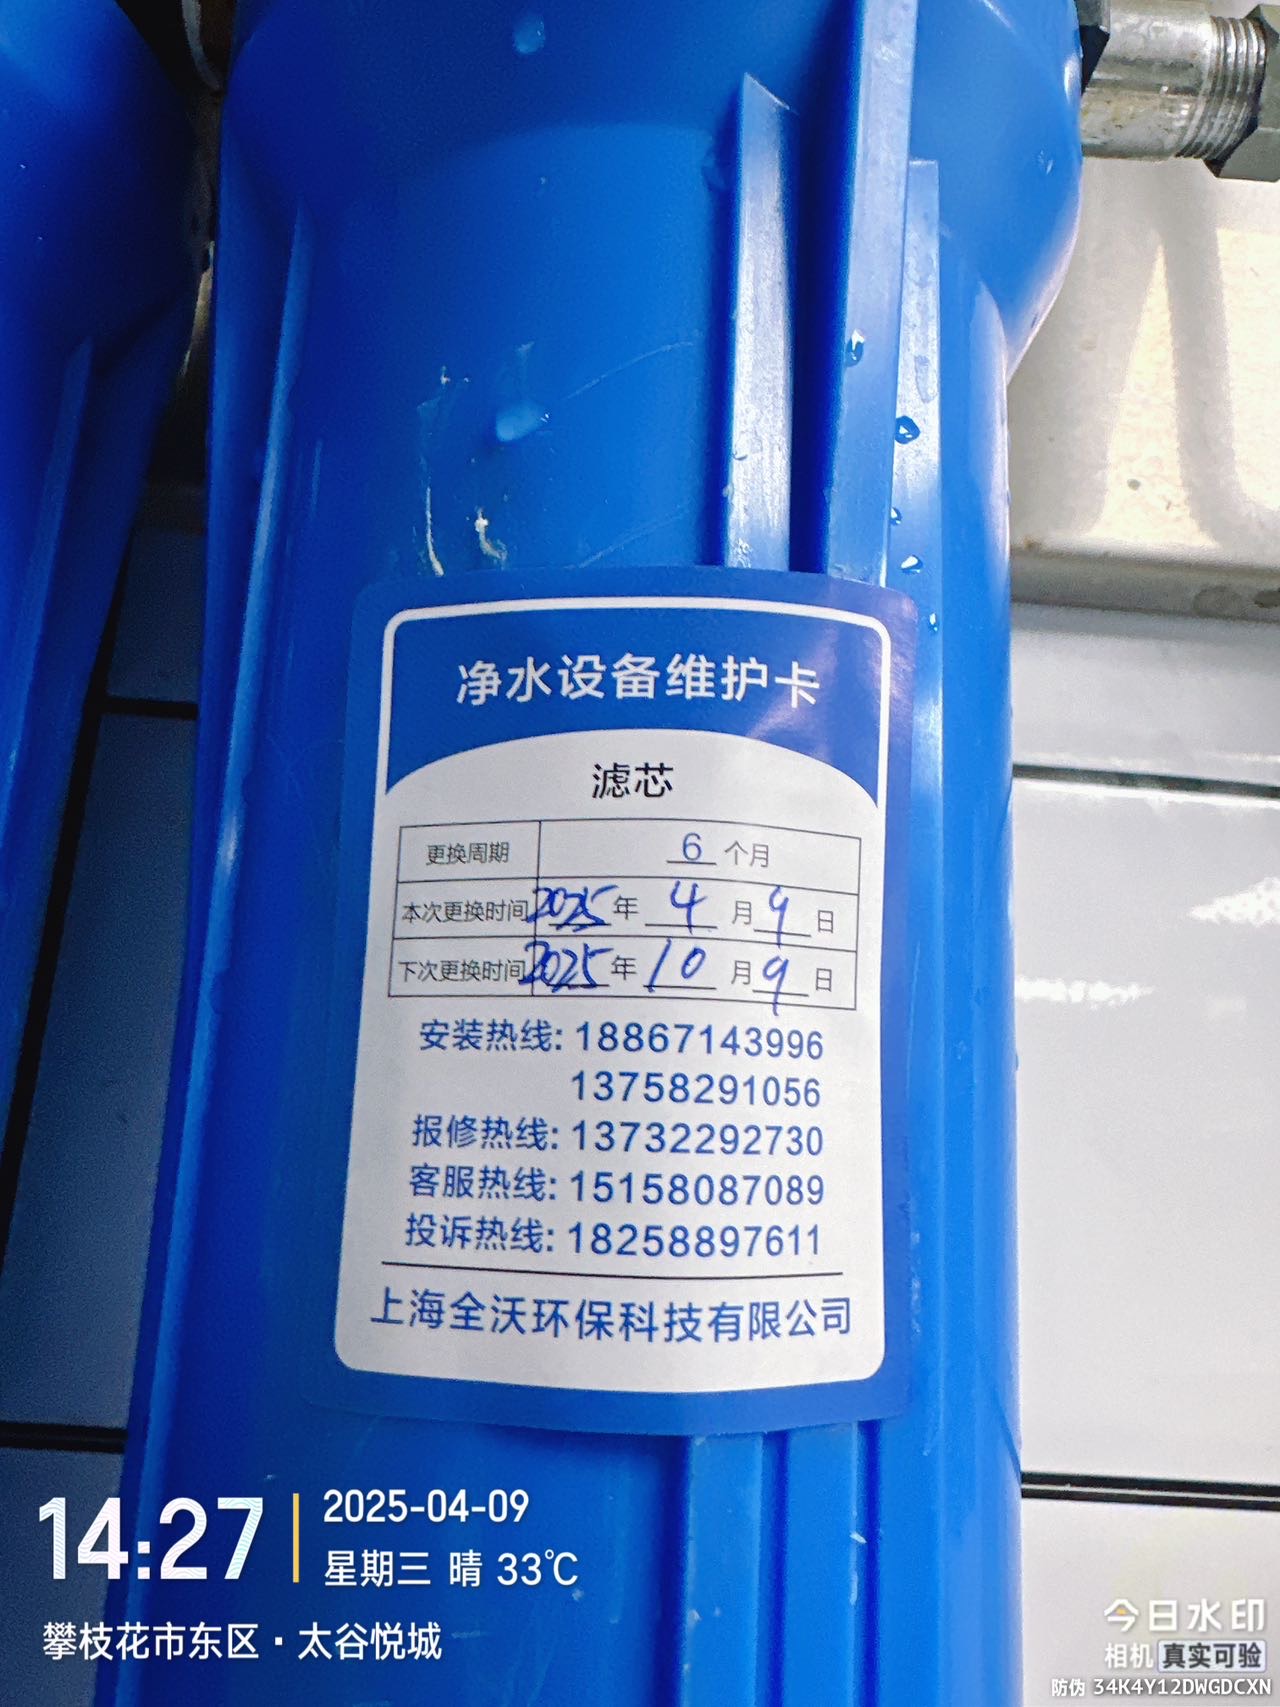 净水设备维护卡
滤芯
更换周期 6 个月
本次更换时间 2025 年 4 月 9 日
下次更换时间 2025 年 10 月 9 日
安装热线: 18867143996
13758291056
报修热线: 13732292730
客服热线: 15158087089
投诉热线: 18258897611
上海全沃环保科技有限公司
14:27
2025-04-09
星期三 晴 33℃
攀枝花市东区·太谷悦城
今日水印
相机 真实可验
防伪 34K4Y12DWGDCXN